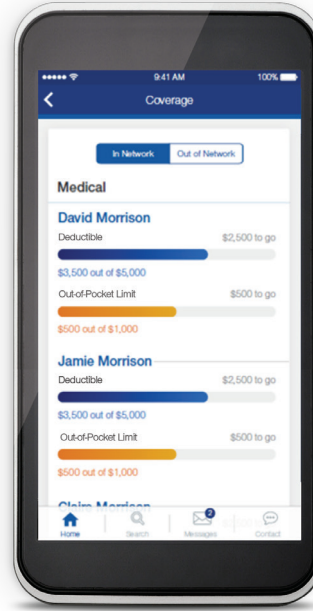 9:41 AM 100%
Coverage
In Network Out of Network
Medical
David Morrison
Deductible $2,500 to go
$3,500 out of $5,000
Out-of-Pocket Limit $500 to go
$500 out of $1,000
Jamie Morrison
Deductible $2,500 to go
$3,500 out of $5,000
Out-of-Pocket Limit $500 to go
$500 out of $1,000
Claire Morrison
2
Home Search Messages Contact